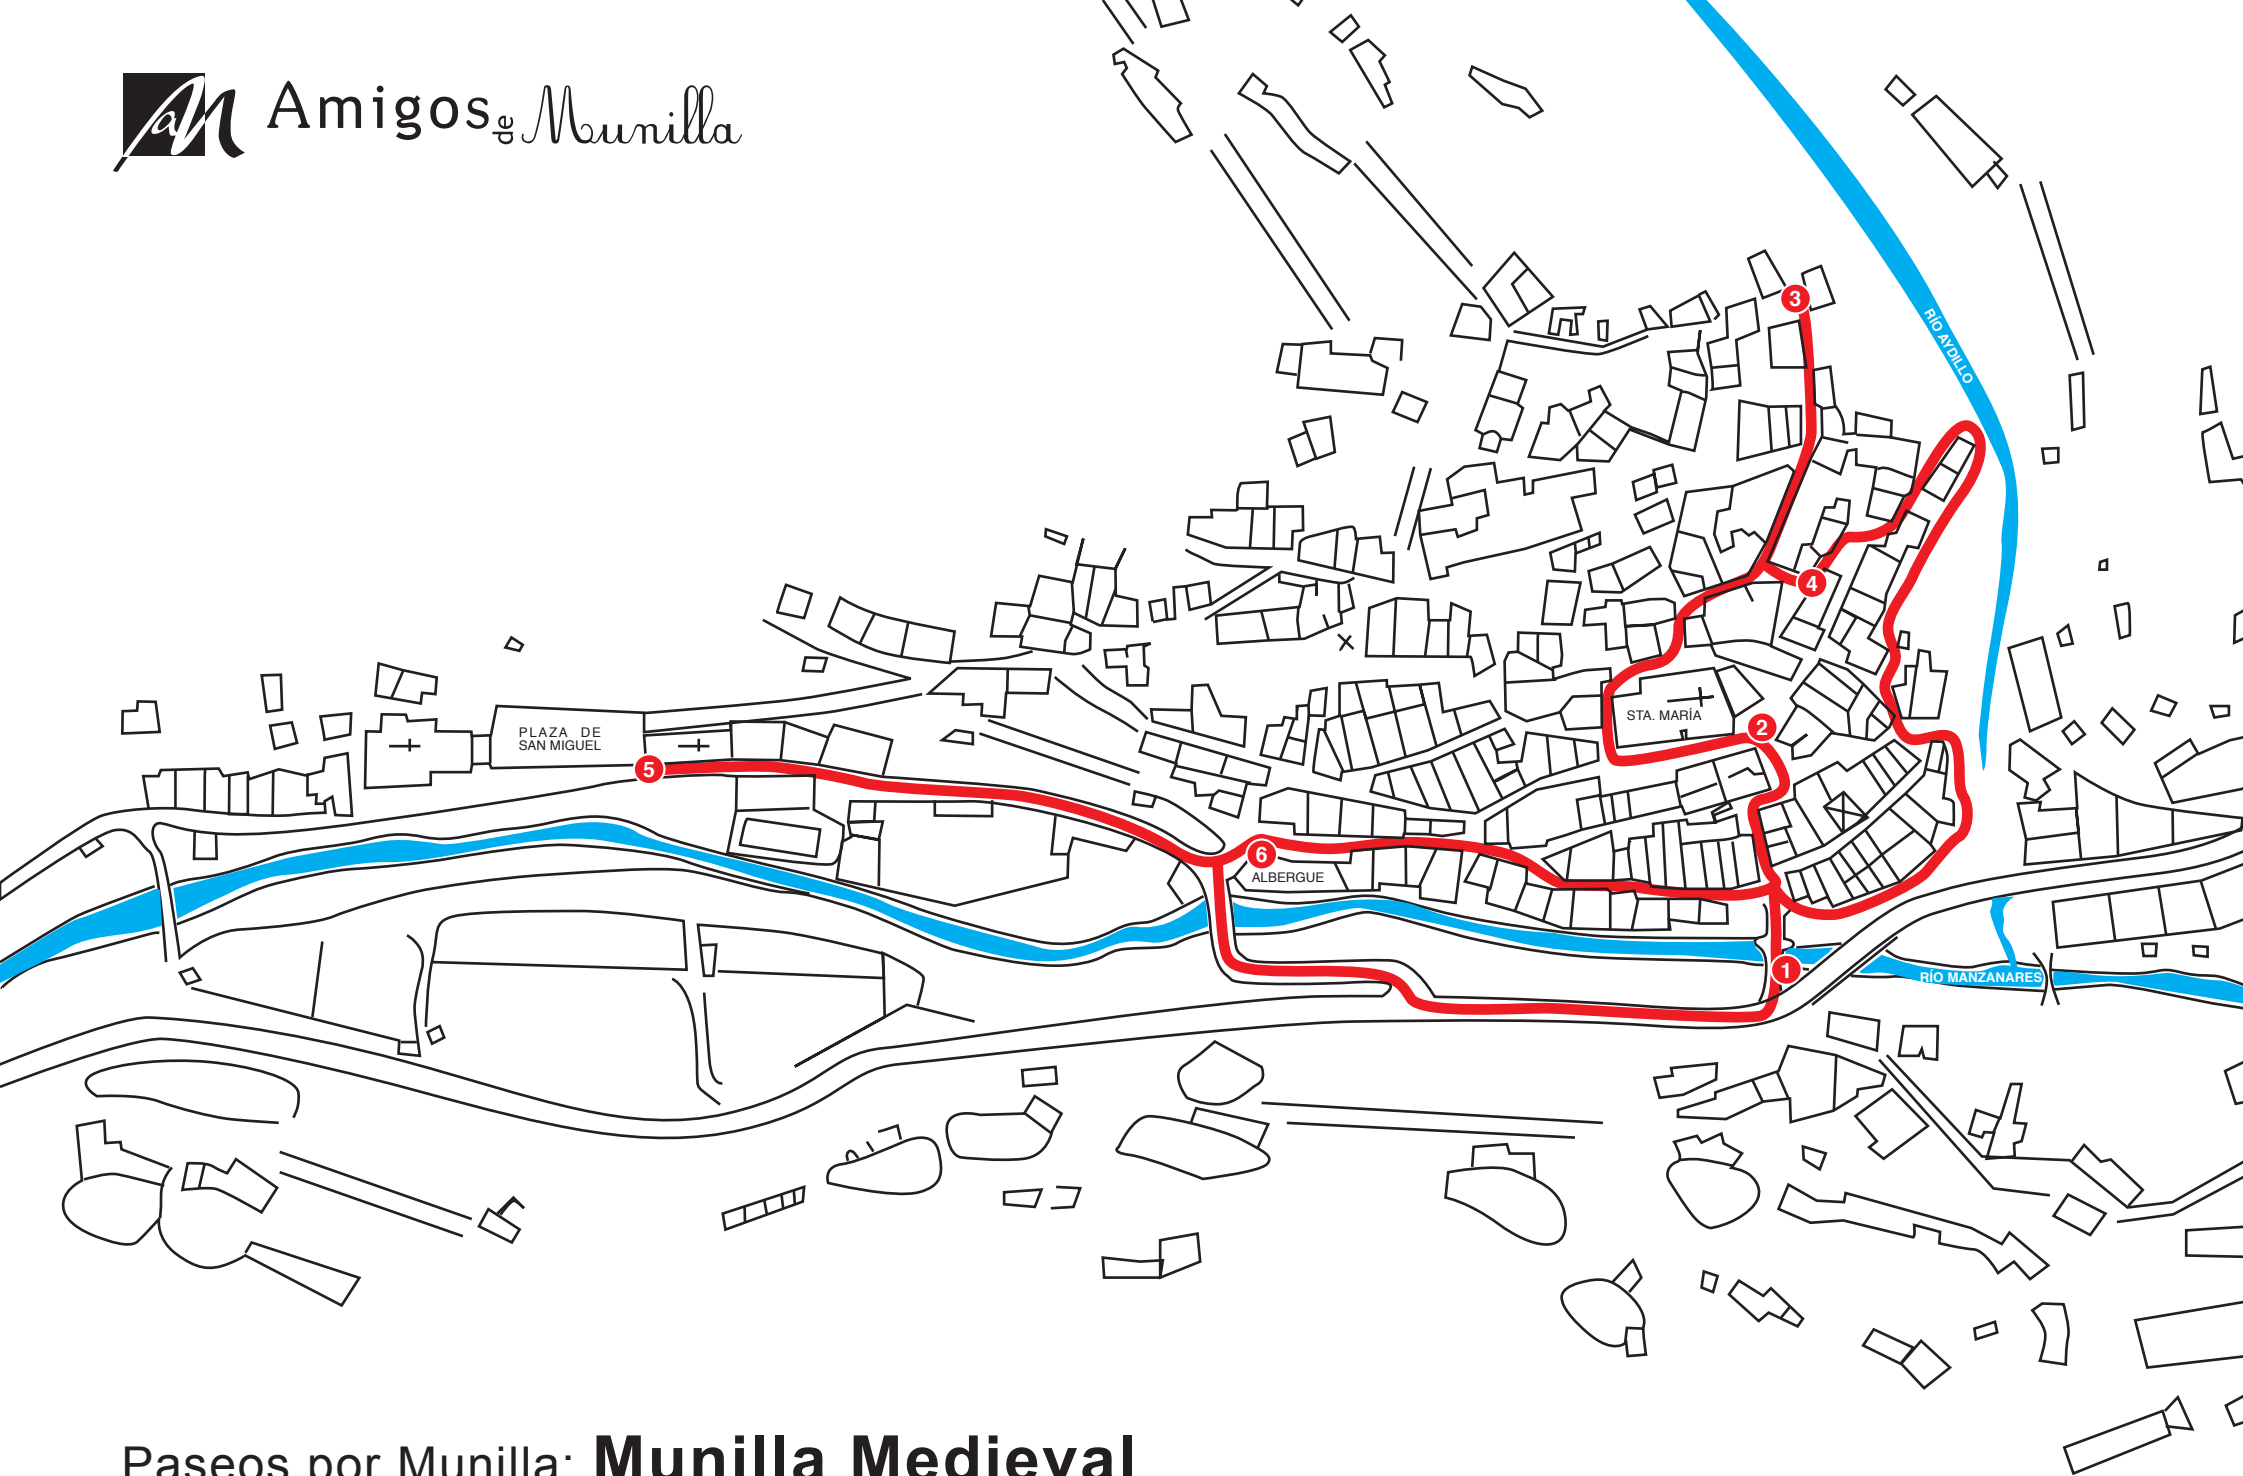 Amigos de Munilla
RÍO AYDILLO
3
4
STA. MARÍA
2
PLAZA DE
SAN MIGUEL
5
6
ALBERGUE
1
RÍO MANZANARES
Paseos por Munilla: Munilla Medieval